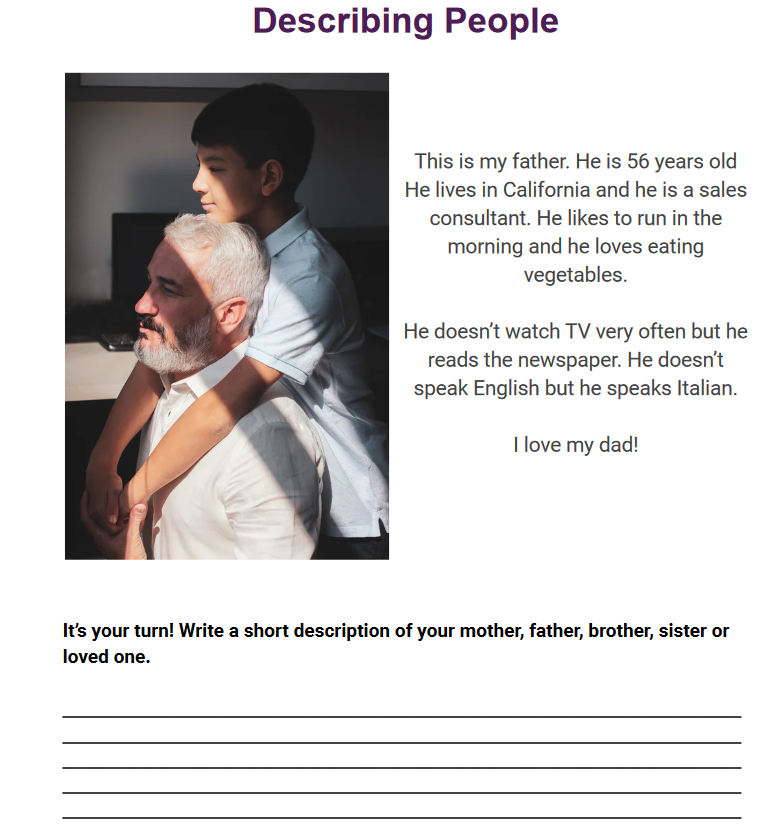 Describing People
This is my father. He is 56 years old
He lives in California and he is a sales
consultant. He likes to run in the
morning and he loves eating
vegetables.
He doesn’t watch TV very often but he
reads the newspaper. He doesn’t
speak English but he speaks Italian.
I love my dad!
It’s your turn! Write a short description of your mother, father, brother, sister or
loved one.